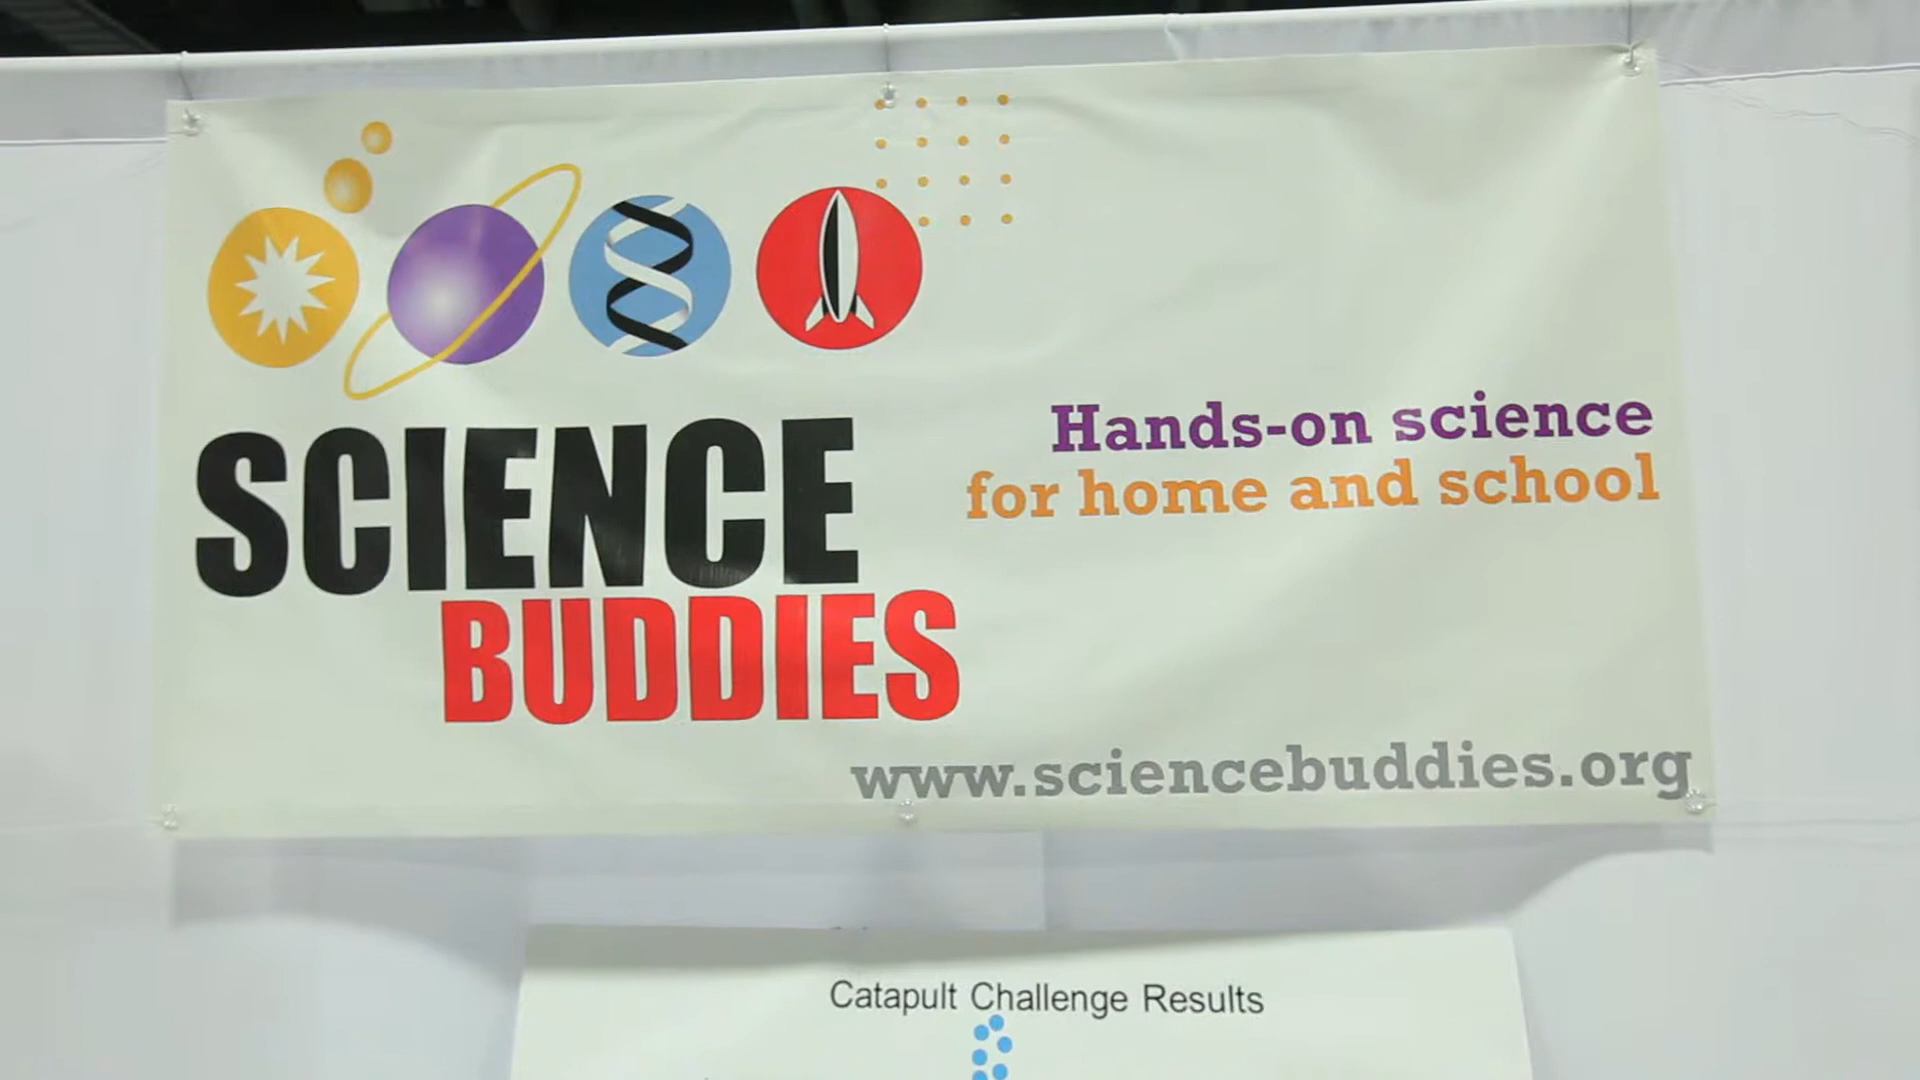 SCIENCE
BUDDIES
Hands-on science
for home and school
www.sciencebuddies.org
Catapult Challenge Results